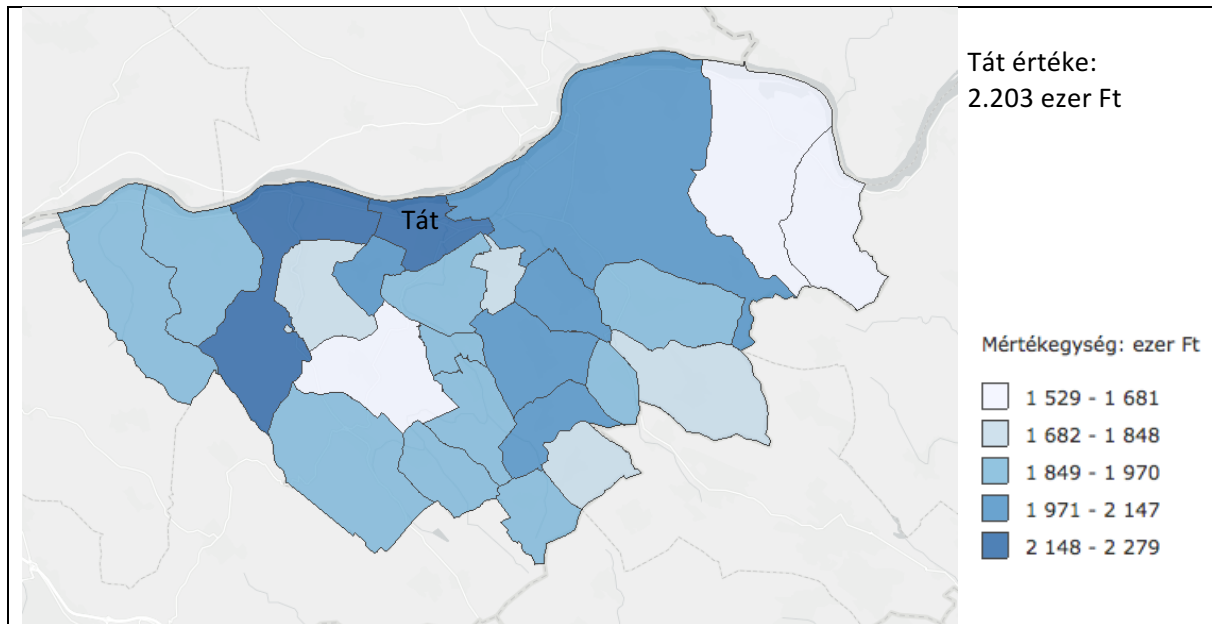 Tát értéke:
2.203 ezer Ft
Tát
Mértékegység: ezer Ft
1 529 - 1 681
1 682 - 1 848
1 849 - 1 970
1 971 - 2 147
2 148 - 2 279